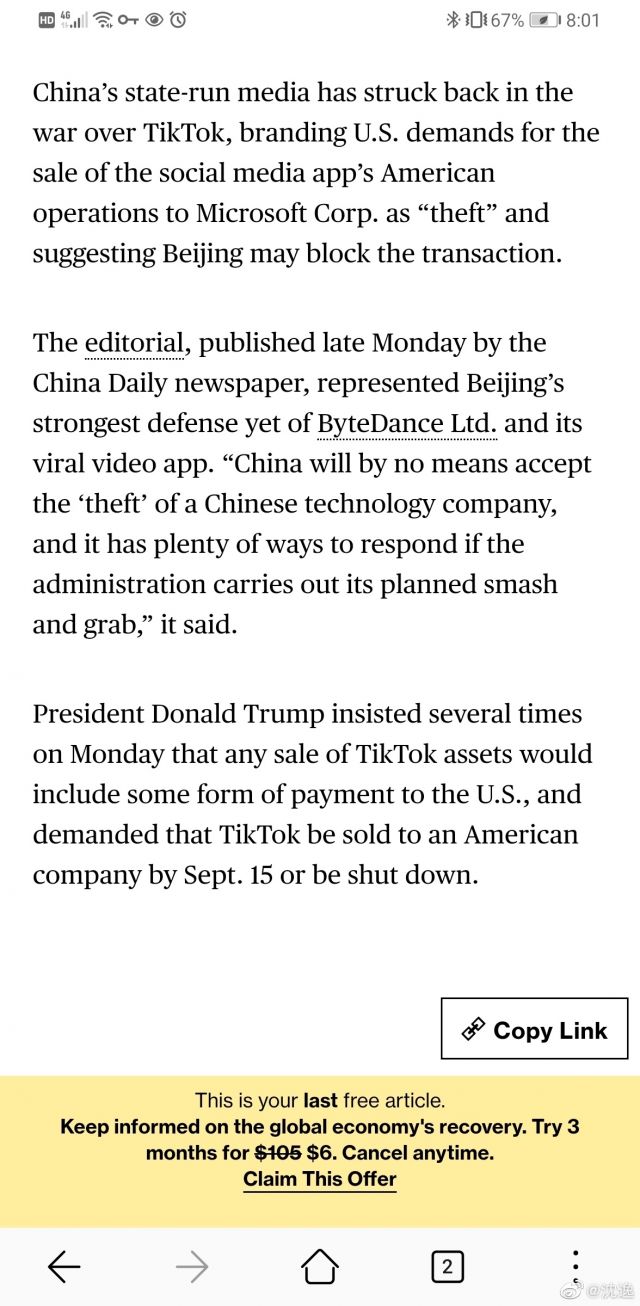 HD 4G 67% 8:01
China’s state-run media has struck back in the
war over TikTok, branding U.S. demands for the
sale of the social media app’s American
operations to Microsoft Corp. as “theft” and
suggesting Beijing may block the transaction.
The editorial, published late Monday by the
China Daily newspaper, represented Beijing’s
strongest defense yet of ByteDance Ltd. and its
viral video app. “China will by no means accept
the ‘theft’ of a Chinese technology company,
and it has plenty of ways to respond if the
administration carries out its planned smash
and grab,” it said.
President Donald Trump insisted several times
on Monday that any sale of TikTok assets would
include some form of payment to the U.S., and
demanded that TikTok be sold to an American
company by Sept. 15 or be shut down.
Copy Link
This is your last free article.
Keep informed on the global economy's recovery. Try 3
months for $105 $6. Cancel anytime.
Claim This Offer
2
@沈逸